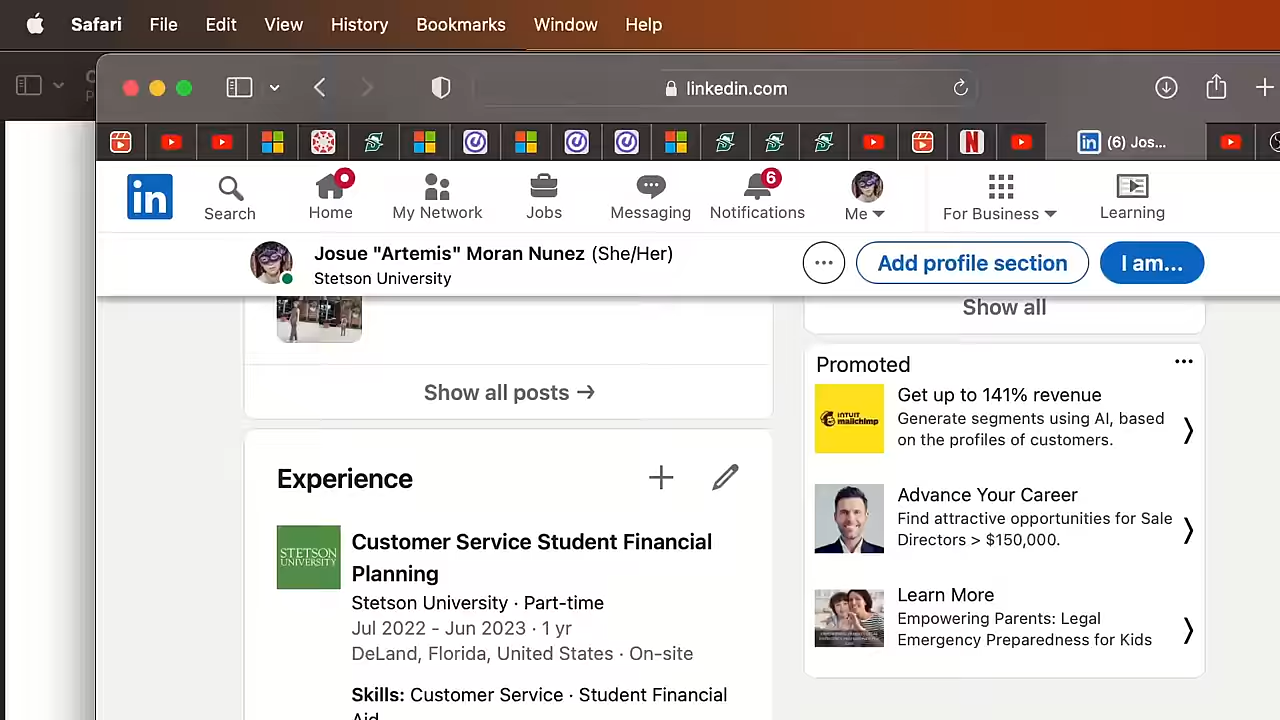 Safari File Edit View History Bookmarks Window Help
linkedin.com
(6) Jos...
in Search Home My Network Jobs Messaging 6 Notifications Me For Business Learning
Josue "Artemis" Moran Nunez (She/Her)
Stetson University
Add profile section
I am...
Show all posts →
Experience
STETSON
UNIVERSITY
Customer Service Student Financial
Planning
Stetson University · Part-time
Jul 2022 - Jun 2023 · 1 yr
DeLand, Florida, United States · On-site
Skills: Customer Service · Student Financial
Aid
Show all
Promoted
INTUIT
mailchimp
Get up to 141% revenue
Generate segments using AI, based
on the profiles of customers.
Advance Your Career
Find attractive opportunities for Sale
Directors > $150,000.
Learn More
Empowering Parents: Legal
Emergency Preparedness for Kids